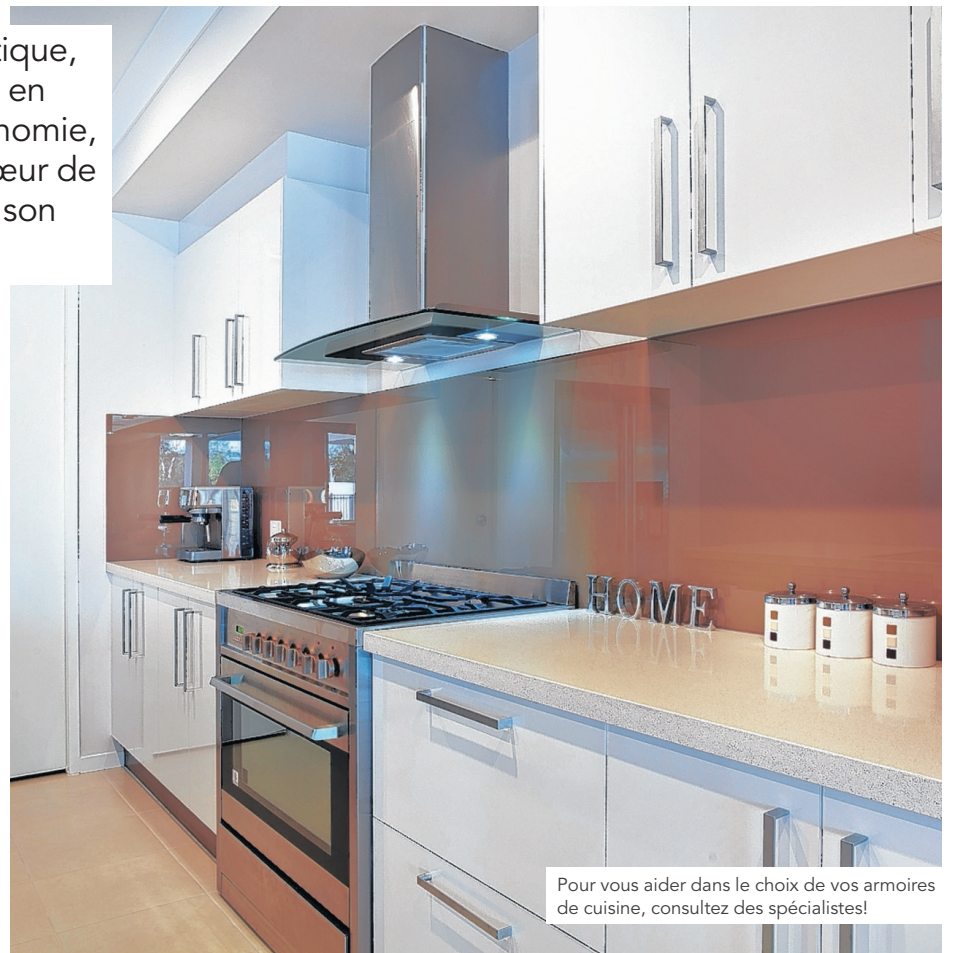 tique,
en
nomie,
œur de
son
HOME
Pour vous aider dans le choix de vos armoires
de cuisine, consultez des spécialistes!